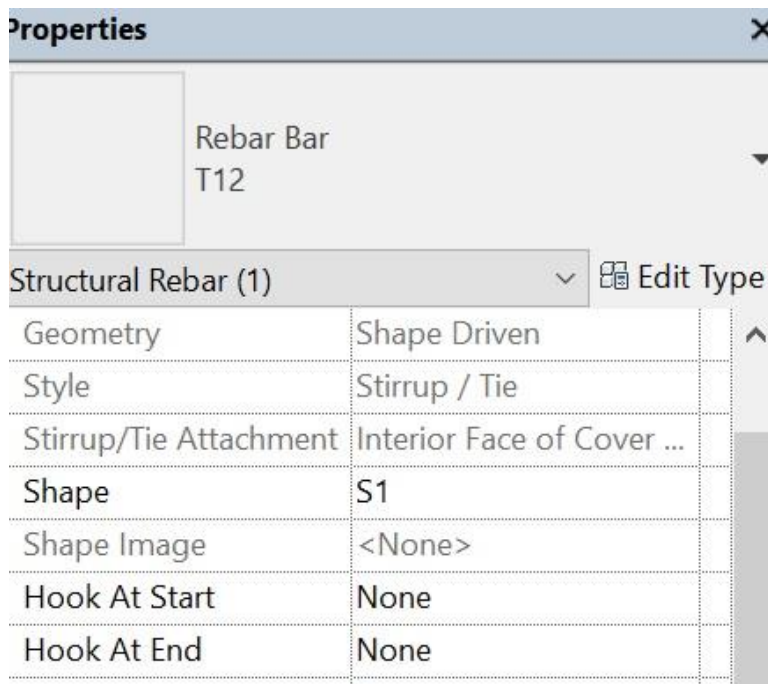 Properties
Rebar Bar
T12
Structural Rebar (1)
Edit Type
Geometry Shape Driven
Style Stirrup / Tie
Stirrup/Tie Attachment Interior Face of Cover ...
Shape S1
Shape Image <None>
Hook At Start None
Hook At End None